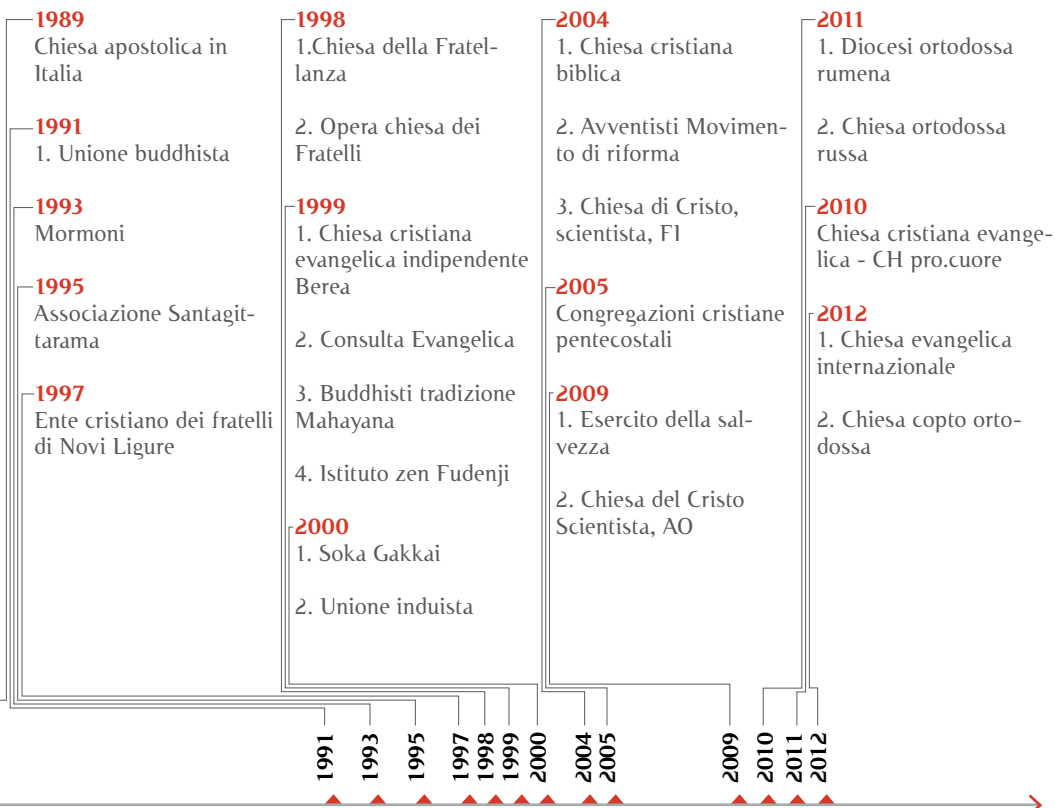 1989
Chiesa apostolica in
Italia
1991
1. Unione buddhista
1993
Mormoni
1995
Associazione Santagit-
tarama
1997
Ente cristiano dei fratelli
di Novi Ligure
1998
1.Chiesa della Fratel-
lanza
2. Opera chiesa dei
Fratelli
1999
1. Chiesa cristiana
evangelica indipendente
Berea
2. Consulta Evangelica
3. Buddhisti tradizione
Mahayana
4. Istituto zen Fudenji
2000
1. Soka Gakkai
2. Unione induista
2004
1. Chiesa cristiana
biblica
2. Avventisti Movimen-
to di riforma
3. Chiesa di Cristo,
scientista, FI
2005
Congregazioni cristiane
pentecostali
2009
1. Esercito della sal-
vezza
2. Chiesa del Cristo
Scientista, AO
2011
1. Diocesi ortodossa
rumena
2. Chiesa ortodossa
russa
2010
Chiesa cristiana evange-
lica - CH pro.cuore
2012
1. Chiesa evangelica
internazionale
2. Chiesa copto orto-
dossa
1991
1993
1995
1997
1998
1999
2000
2004
2005
2009
2010
2011
2012